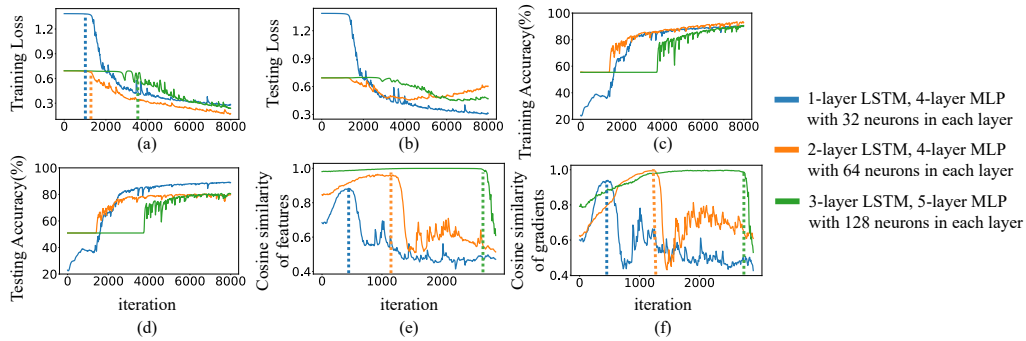 Training Loss
1.2
0.9
0.6
0.3
0 2000 4000 6000 8000
(a)
Testing Loss
1.2
0.9
0.6
0.3
0 2000 4000 6000 8000
(b)
Training Accuracy(%)
100
80
60
40
20
0 2000 4000 6000 8000
(c)
1-layer LSTM, 4-layer MLP
with 32 neurons in each layer
2-layer LSTM, 4-layer MLP
with 64 neurons in each layer
3-layer LSTM, 5-layer MLP
with 128 neurons in each layer
Testing Accuracy(%)
100
80
60
40
20
0 2000 4000 6000 8000
iteration
(d)
Cosine similarity
of features
1.0
0.8
0.6
0.4
0 1000 2000
iteration
(e)
Cosine similarity
of gradients
1.0
0.8
0.6
0.4
0 1000 2000
iteration
(f)